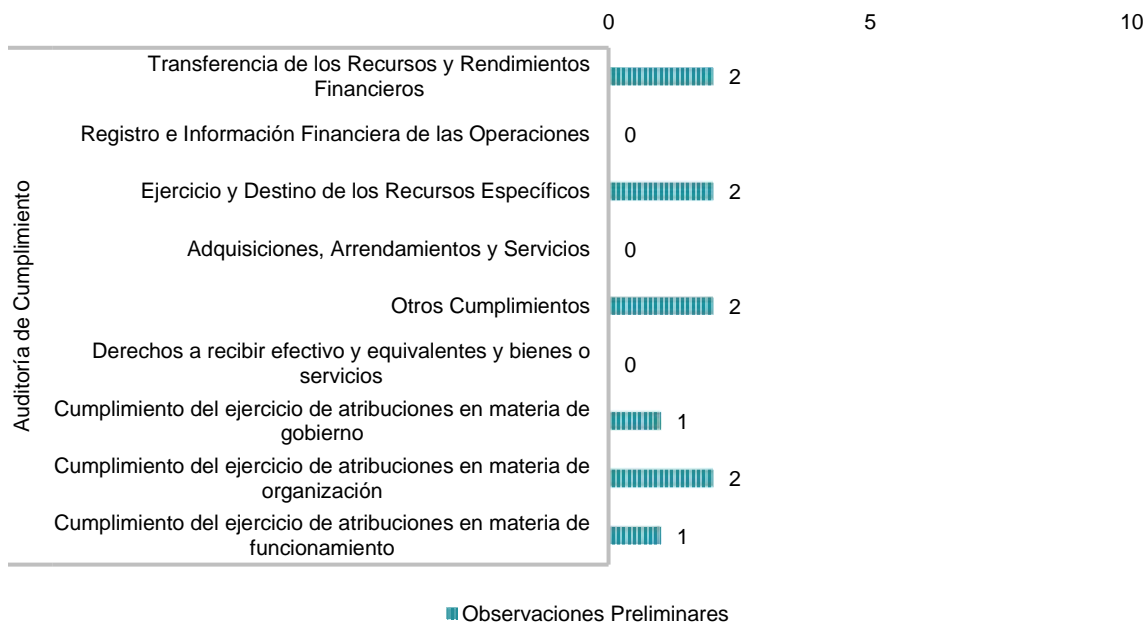 0 5 10
Auditoría de Cumplimiento
Transferencia de los Recursos y Rendimientos
Financieros
2
Registro e Información Financiera de las Operaciones
0
Ejercicio y Destino de los Recursos Específicos
2
Adquisiciones, Arrendamientos y Servicios
0
Otros Cumplimientos
2
Derechos a recibir efectivo y equivalentes y bienes o
servicios
0
Cumplimiento del ejercicio de atribuciones en materia de
gobierno
1
Cumplimiento del ejercicio de atribuciones en materia de
organización
2
Cumplimiento del ejercicio de atribuciones en materia de
funcionamiento
1
Observaciones Preliminares